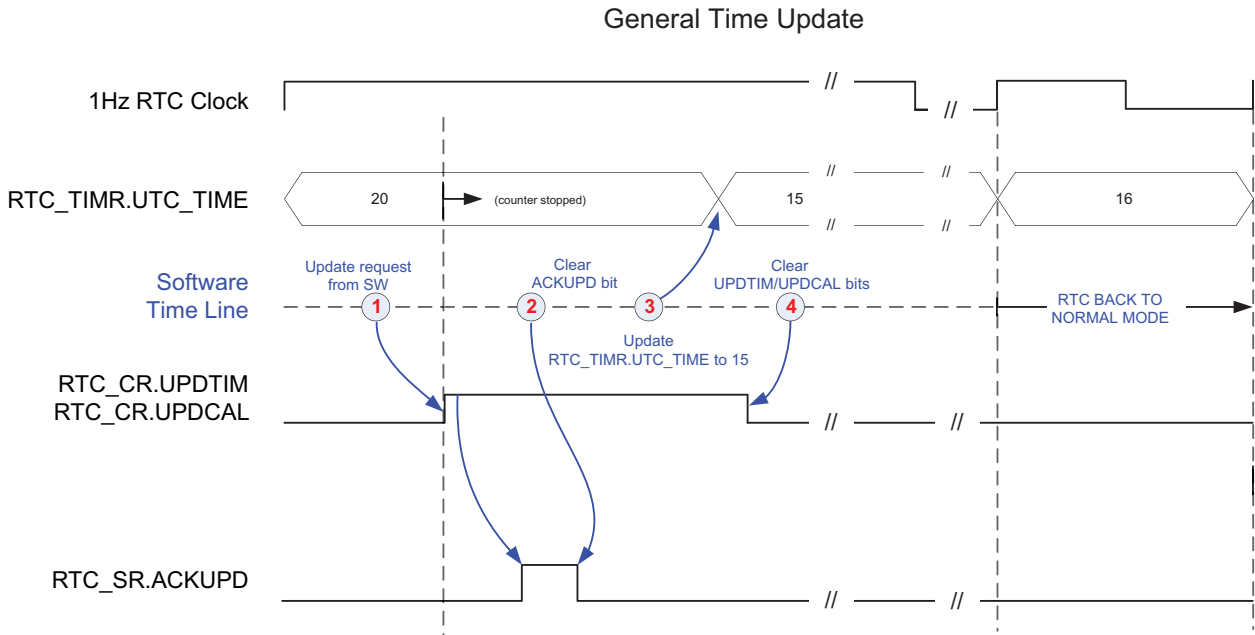 General Time Update
1Hz RTC Clock
//
//
RTC_TIMR.UTC_TIME
20
(counter stopped)
//
//
15
16
//
//
Software
Time Line
Update request
from SW
1
Clear
ACKUPD bit
2
3
Update
RTC_TIMR.UTC_TIME to 15
Clear
UPDTIM/UPDCAL bits
4
RTC BACK TO
NORMAL MODE
RTC_CR.UPDTIM
RTC_CR.UPDCAL
//
//
RTC_SR.ACKUPD
//
//